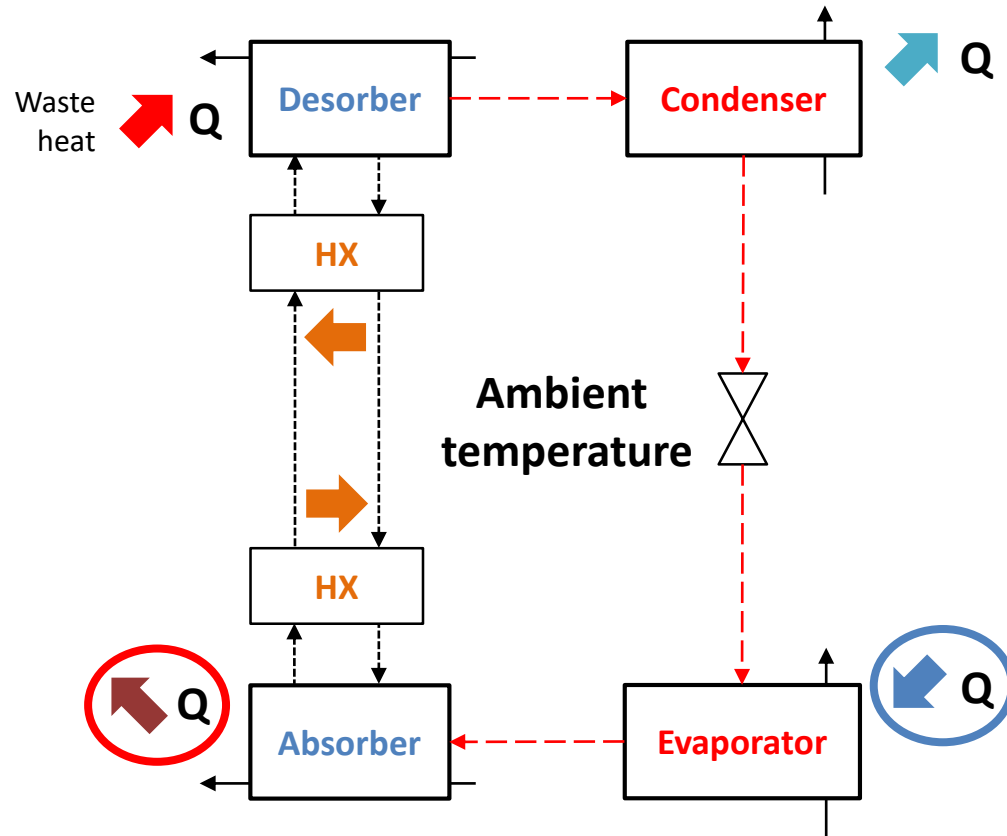 Desorber
Condenser
Q
Waste
heat
Q
HX
Ambient
temperature
HX
Q
Absorber
Evaporator
Q